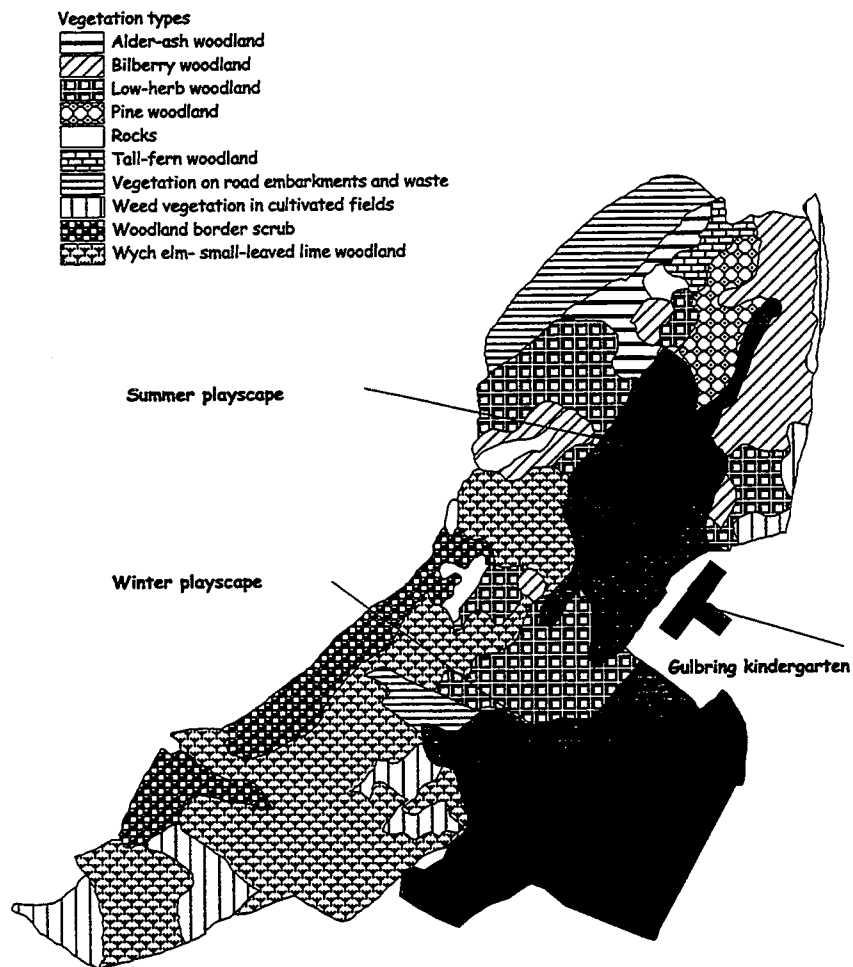 Vegetation types
Alder-ash woodland
Bilberry woodland
Low-herb woodland
Pine woodland
Rocks
Tall-fern woodland
Vegetation on road embarkments and waste
Weed vegetation in cultivated fields
Woodland border scrub
Wych elm- small-leaved lime woodland
Summer playscape
Winter playscape
Gulbring kindergarten